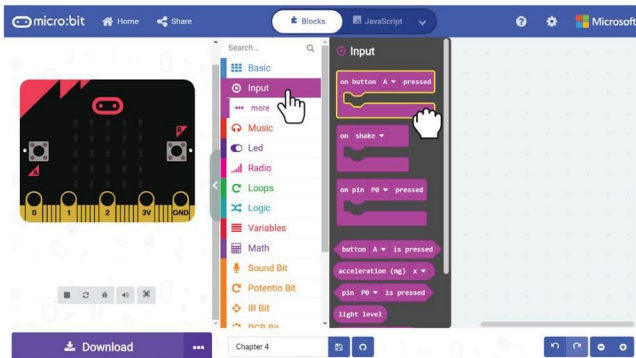 micro:bit Home Share Blocks JavaScript Microsoft
Search...
Basic
Input
more
Music
Led
Radio
Loops
Logic
Variables
Math
Sound Bit
Potentio Bit
IR Bit
Input
on button A pressed
on shake
on pin P0 pressed
button A is pressed
acceleration (mg) x
pin P0 is pressed
light level
A
B
0 1 2 3V GND
Download
Chapter 4